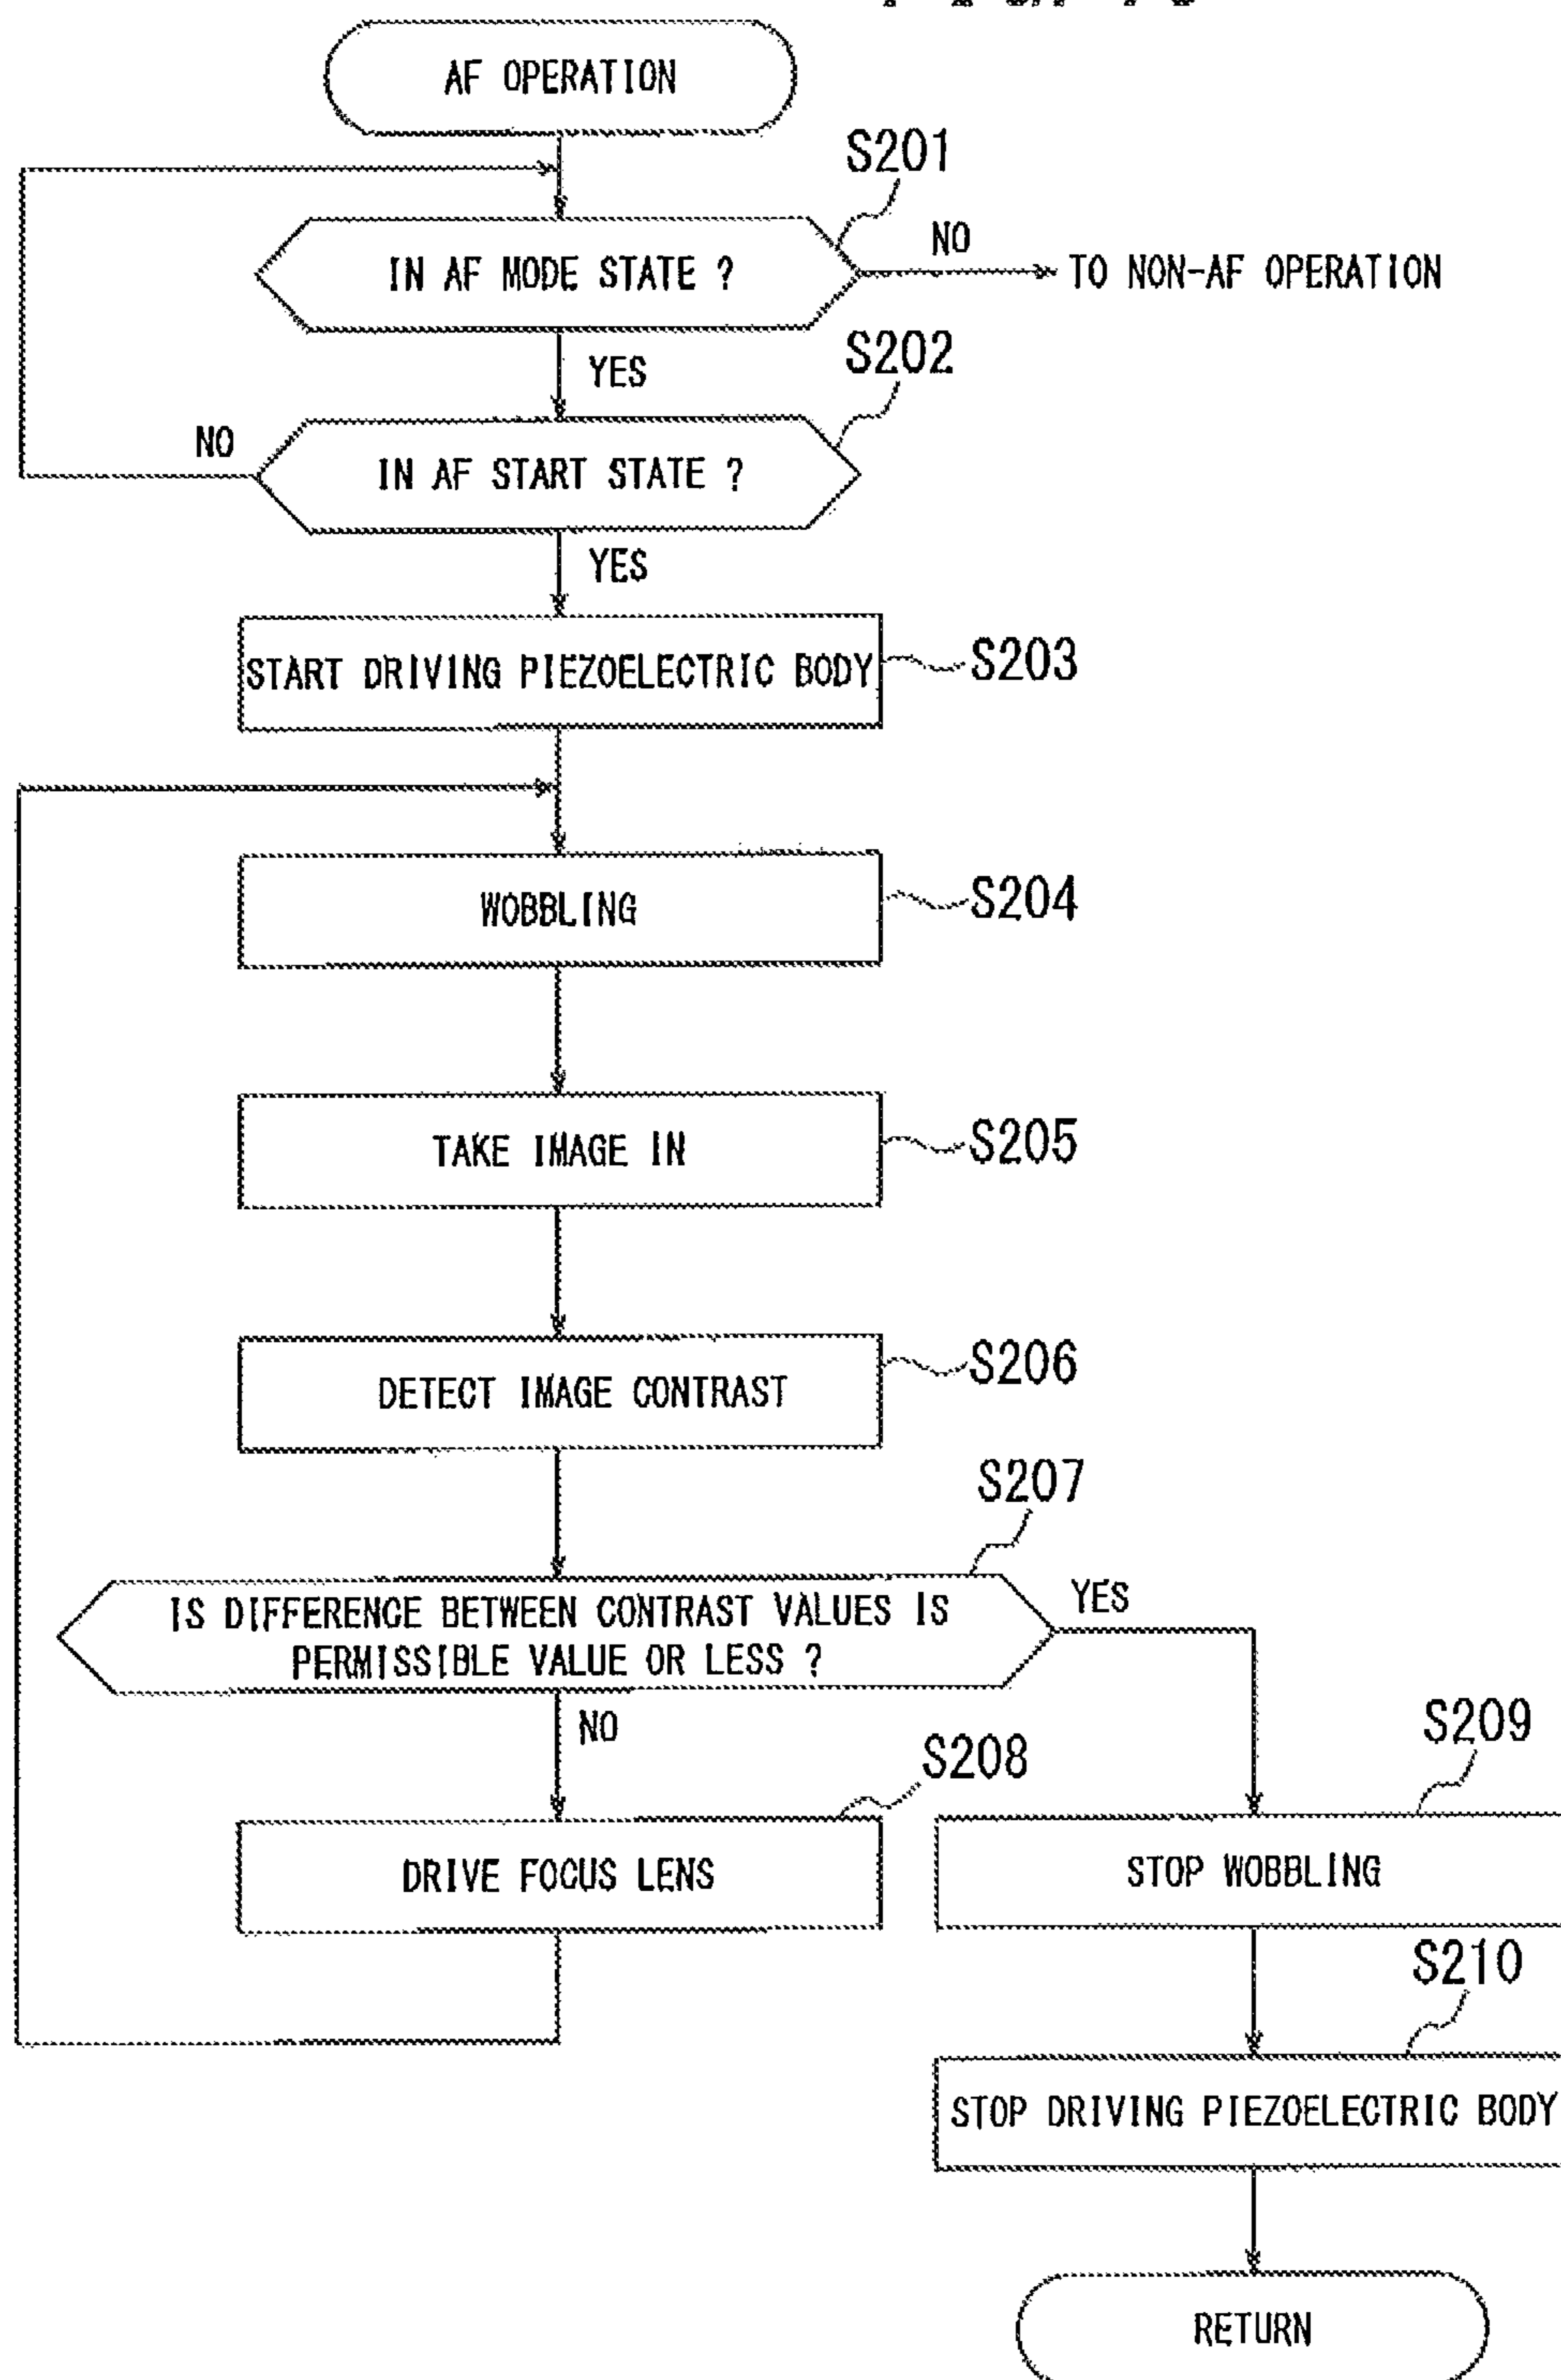 AF OPERATION
S201
IN AF MODE STATE ?
NO
TO NON-AF OPERATION
YES
S202
NO
IN AF START STATE ?
YES
START DRIVING PIEZOELECTRIC BODY
S203
WOBBLING
S204
TAKE IMAGE IN
S205
DETECT IMAGE CONTRAST
S206
S207
IS DIFFERENCE BETWEEN CONTRAST VALUES IS
PERMISSIBLE VALUE OR LESS ?
YES
NO
S208
S209
DRIVE FOCUS LENS
STOP WOBBLING
S210
STOP DRIVING PIEZOELECTRIC BODY
RETURN